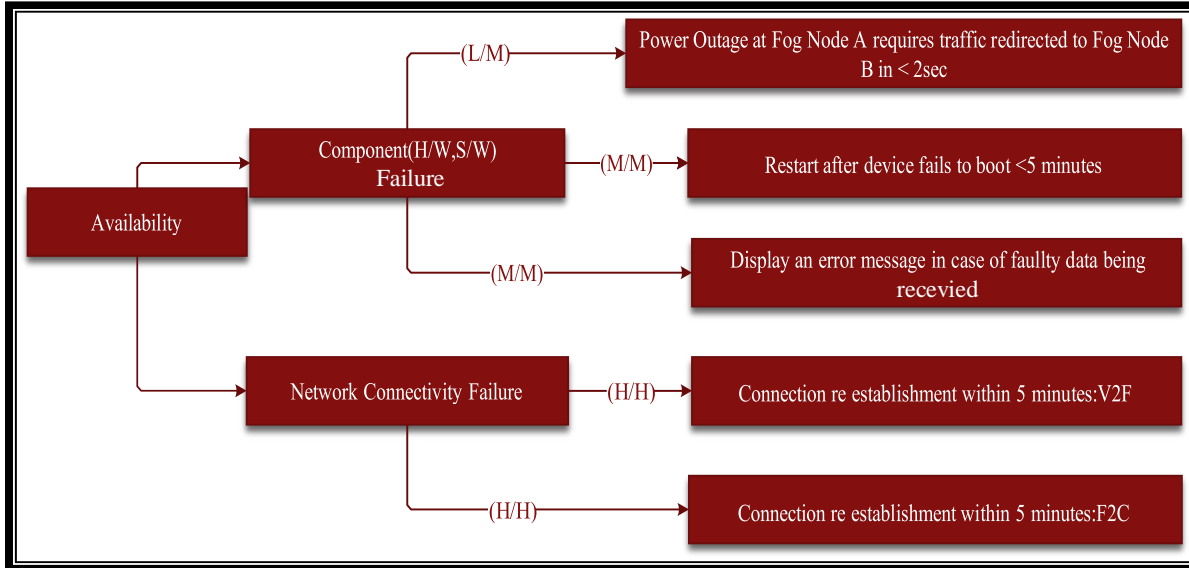 (L/M)
Power Outage at Fog Node A requires traffic redirected to Fog Node
B in < 2sec
Component(H/W,S/W)
Failure
(M/M)
Restart after device fails to boot <5 minutes
Availability
(M/M)
Display an error message in case of faullty data being
recevied
Network Connectivity Failure
(H/H)
Connection re establishment within 5 minutes:V2F
(H/H)
Connection re establishment within 5 minutes:F2C